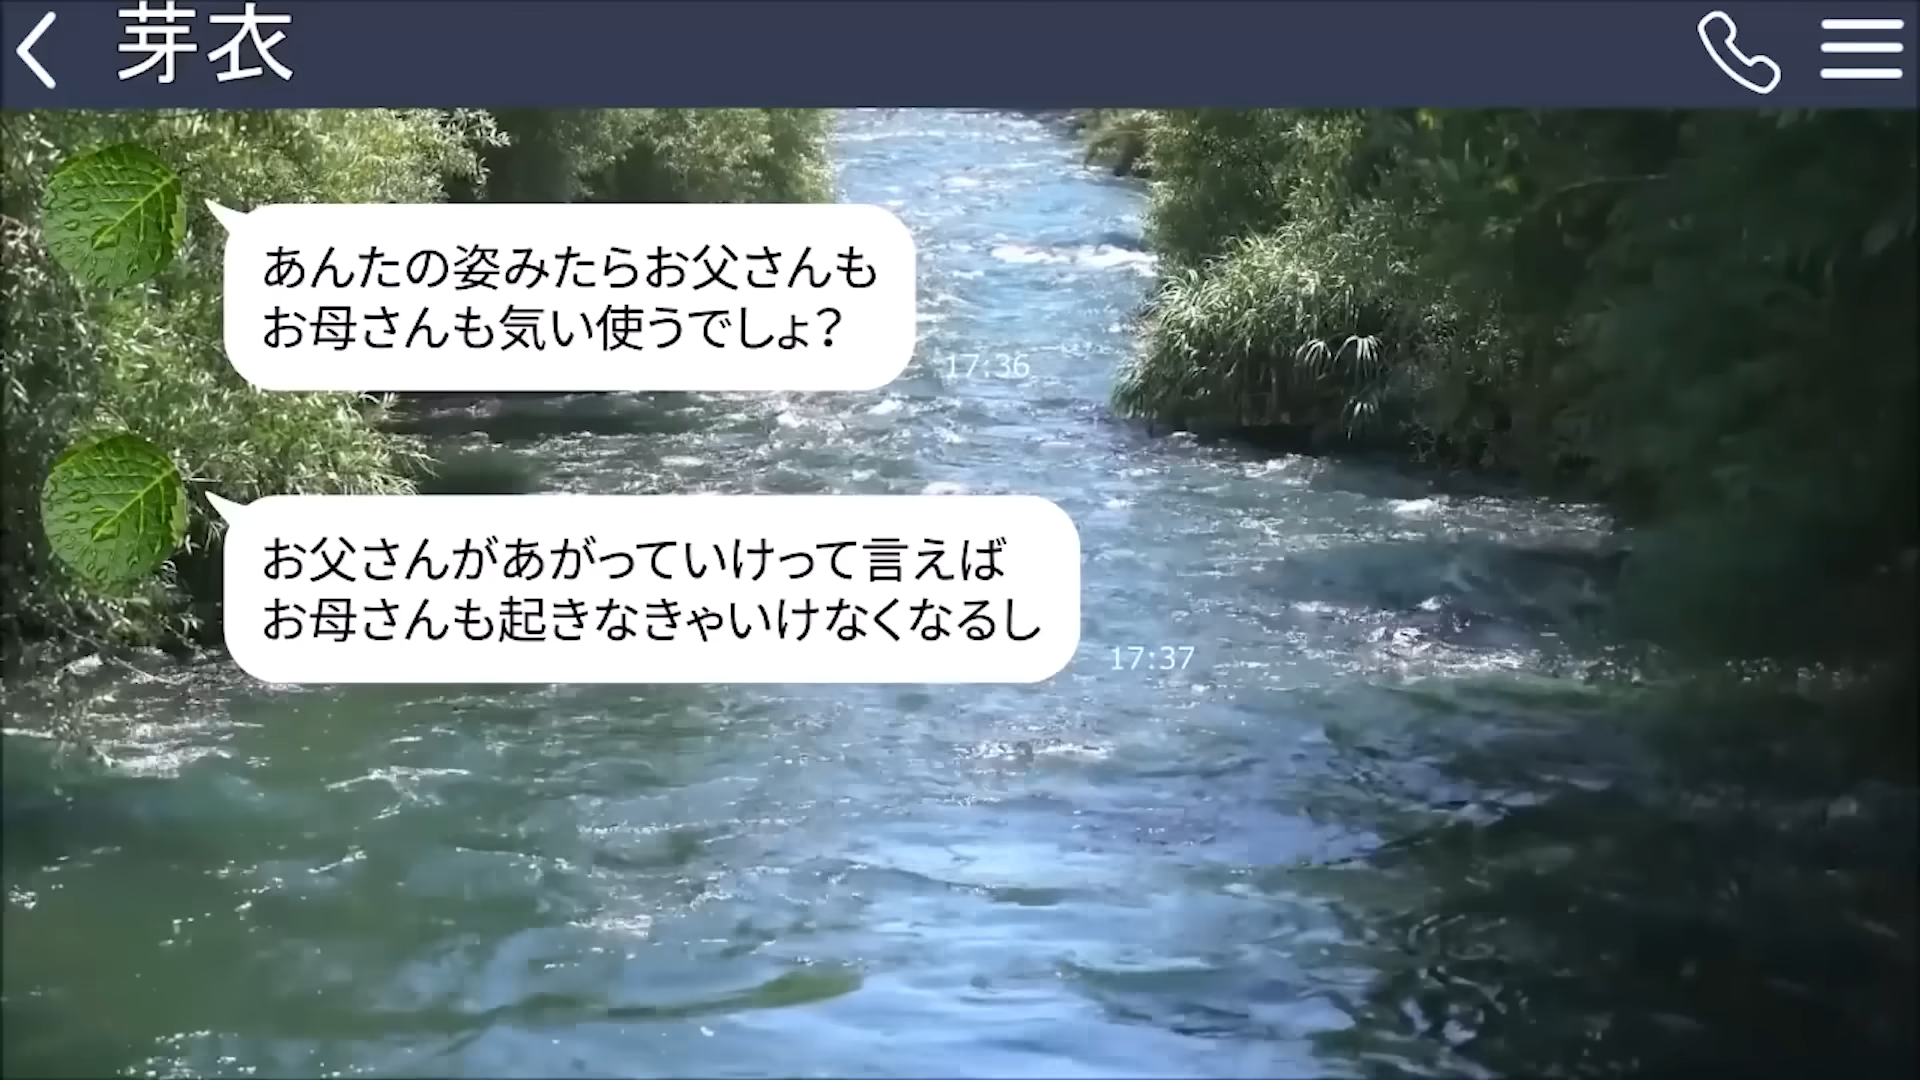 芽衣
あんたの姿みたらお父さんも
お母さんも気い使うでしょ？
17:36
お父さんがあがっていけって言えば
お母さんも起きなきゃいけなくなるし
17:37